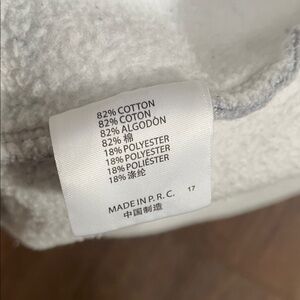 82% COTTON
82% COTON
82% ALGODÓN
82% 棉
18% POLYESTER
18% POLYESTER
18% POLIÉSTER
18% 涤纶
MADE IN P. R. C.
中国制造
17